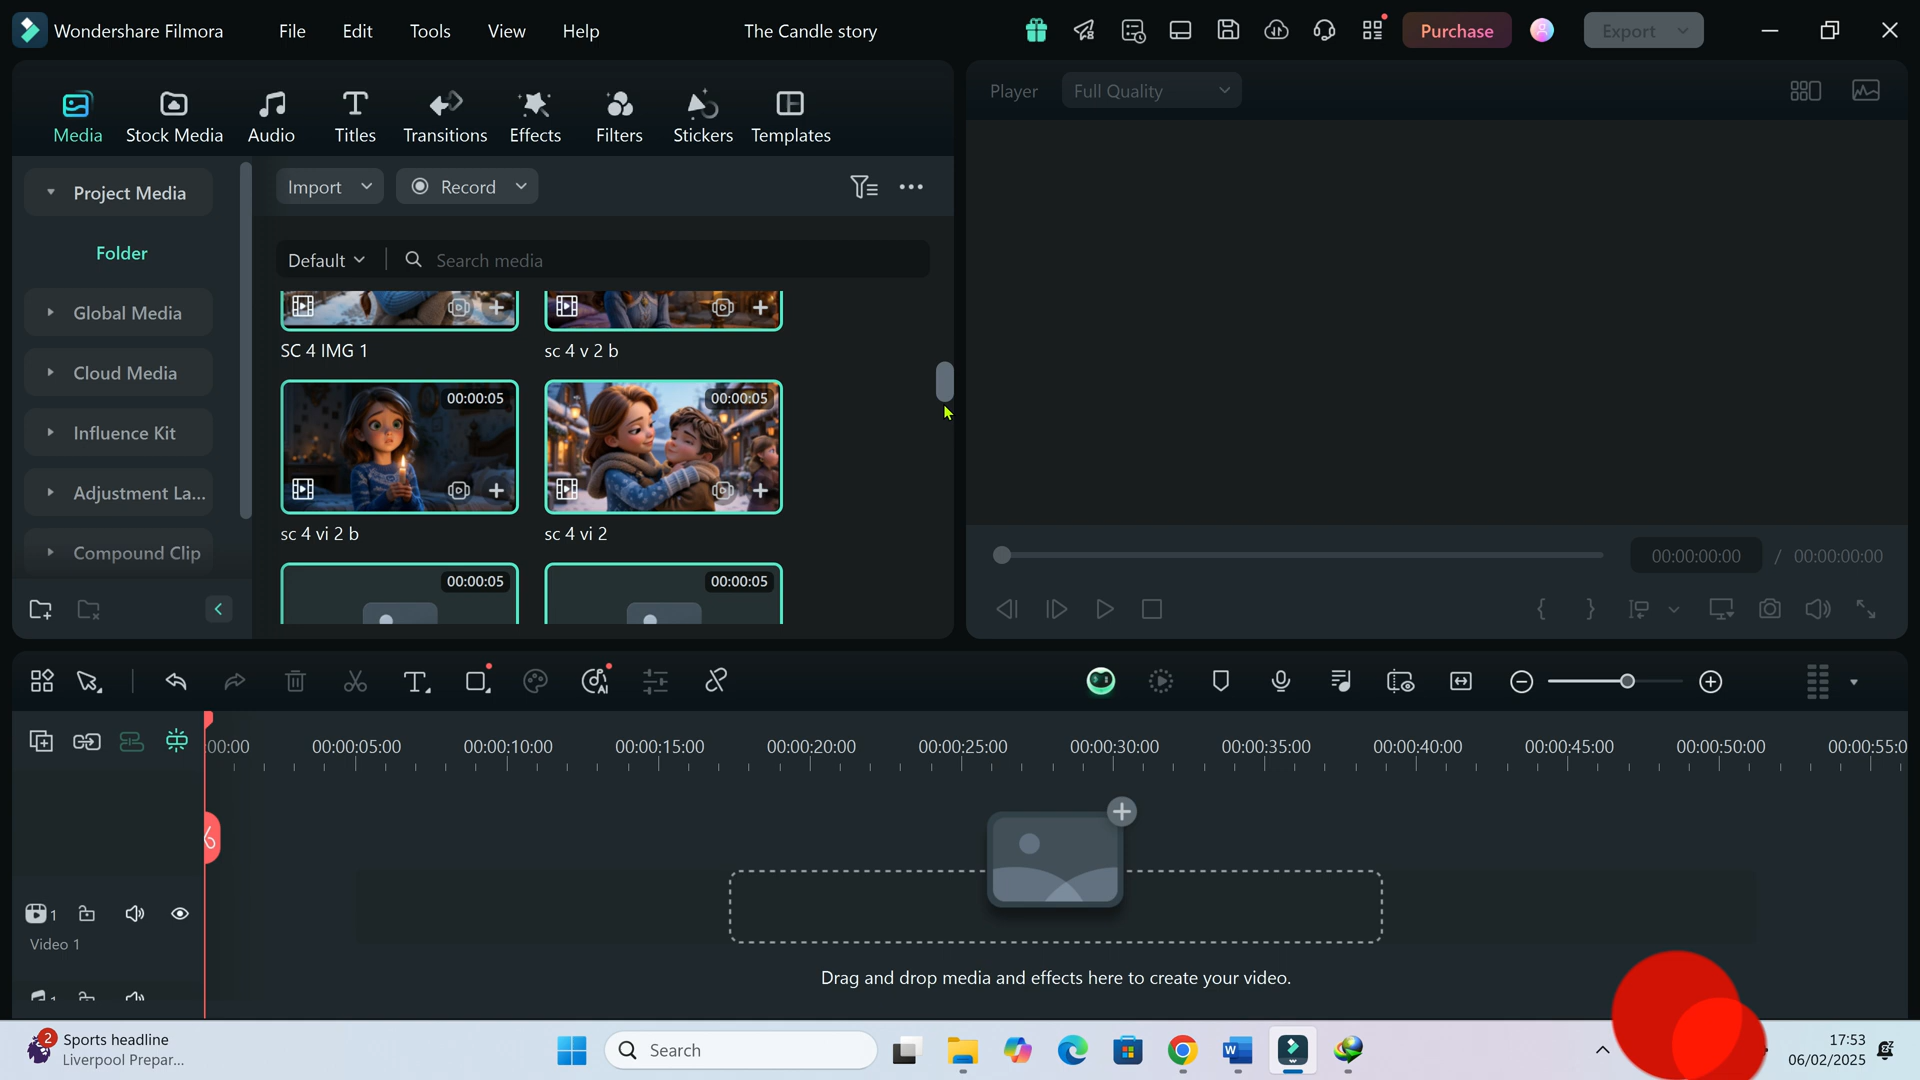 Wondershare Filmora
File
Edit
Tools
View
Help
The Candle story
Purchase
Export
Media
Stock Media
Audio
Titles
Transitions
Effects
Filters
Stickers
Templates
Player
Full Quality
Project Media
Import
Record
Folder
Default
Search media
Global Media
Cloud Media
Influence Kit
Adjustment La...
Compound Clip
SC 4 IMG 1
sc 4 v 2 b
00:00:05
00:00:05
sc 4 vi 2 b
sc 4 vi 2
00:00:05
00:00:05
00:00:00:00 / 00:00:00:00
:00:00
00:00:05:00
00:00:10:00
00:00:15:00
00:00:20:00
00:00:25:00
00:00:30:00
00:00:35:00
00:00:40:00
00:00:45:00
00:00:50:00
00:00:55:0
1
Video 1
Drag and drop media and effects here to create your video.
1
2
Sports headline
Liverpool Prepar...
Search
17:53
06/02/2025